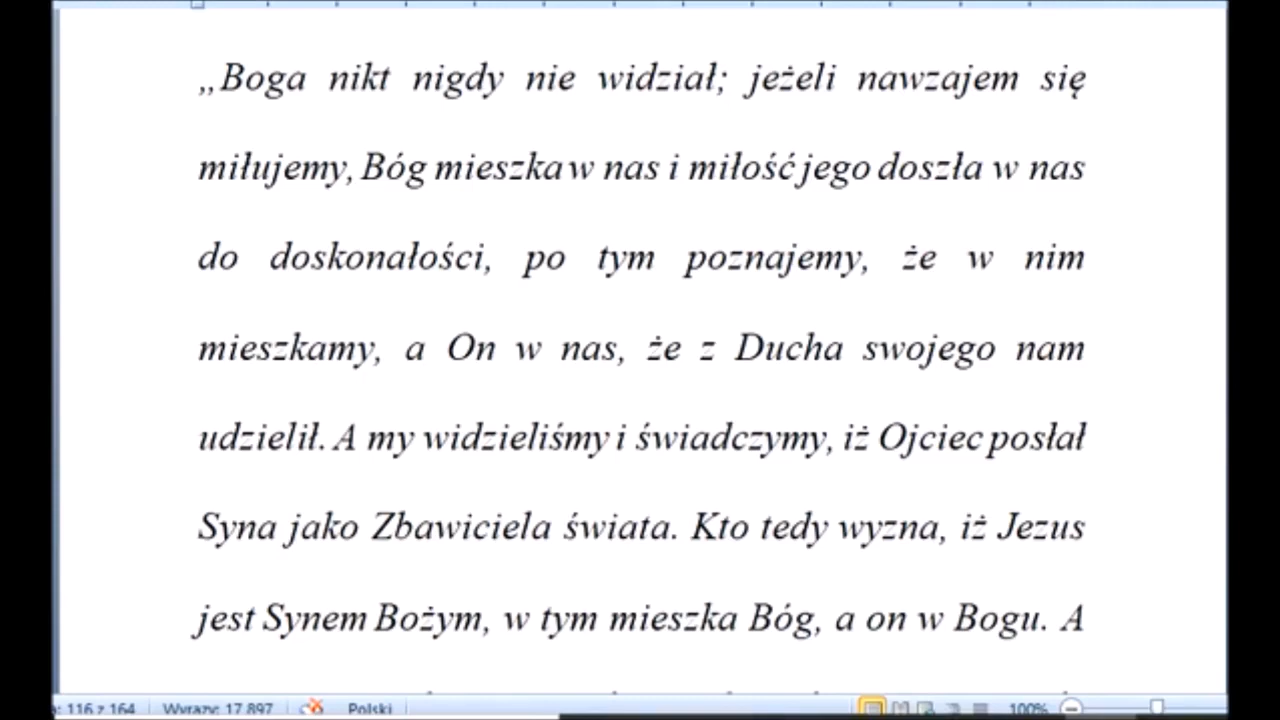 „Boga nikt nigdy nie widział; jeżeli nawzajem się
miłujemy, Bóg mieszka w nas i miłość jego doszła w nas
do doskonałości, po tym poznajemy, że w nim
mieszkamy, a On w nas, że z Ducha swojego nam
udzielił. A my widzieliśmy i świadczymy, iż Ojciec posłał
Syna jako Zbawiciela świata. Kto tedy wyzna, iż Jezus
jest Synem Bożym, w tym mieszka Bóg, a on w Bogu. A
116 z 164 Wyrazy: 17 897 Polski 100%